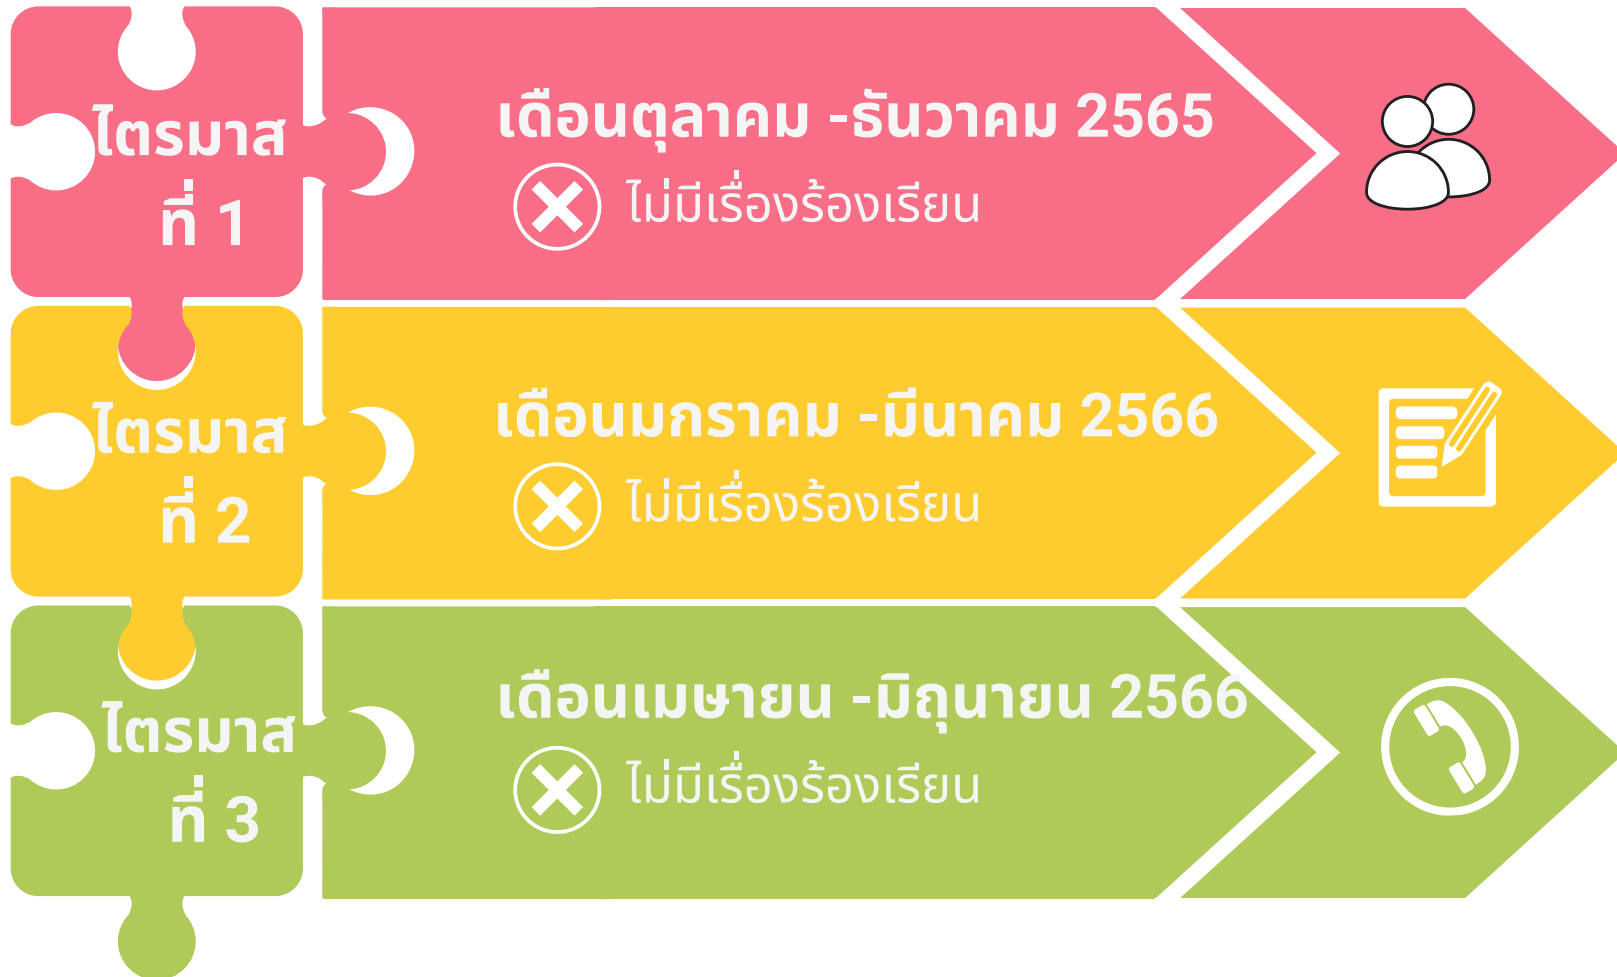 ไตรมาส
ที่ 1
เดือนตุลาคม -ธันวาคม 2565
ไม่มีเรื่องร้องเรียน
ไตรมาส
ที่ 2
เดือนมกราคม -มีนาคม 2566
ไม่มีเรื่องร้องเรียน
ไตรมาส
ที่ 3
เดือนเมษายน -มิถุนายน 2566
ไม่มีเรื่องร้องเรียน